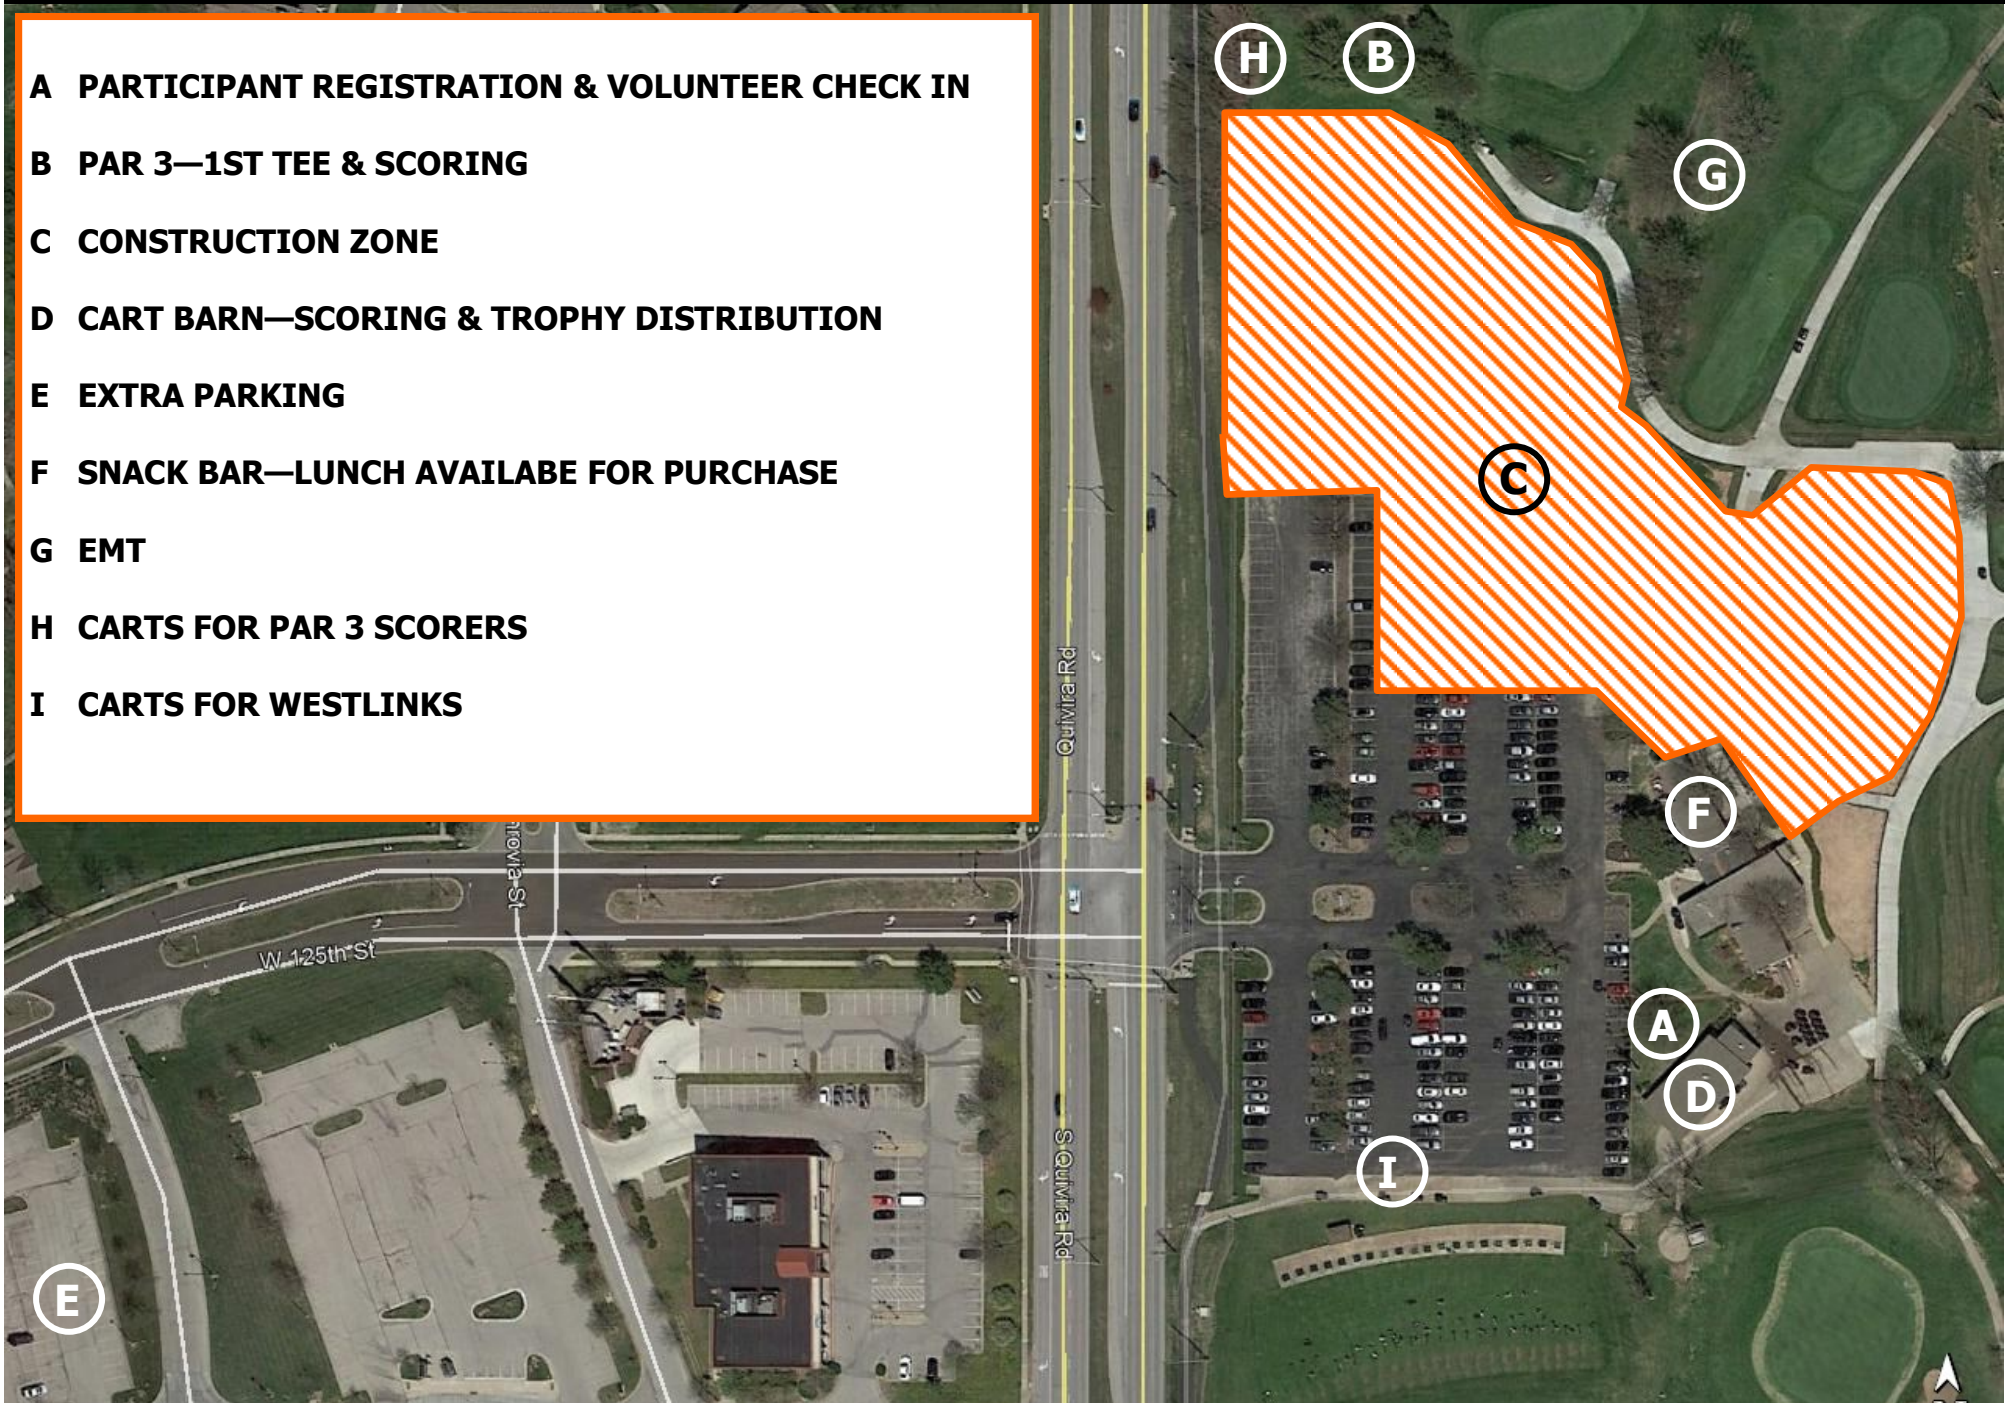 A PARTICIPANT REGISTRATION & VOLUNTEER CHECK IN
B PAR 3—1ST TEE & SCORING
C CONSTRUCTION ZONE
D CART BARN—SCORING & TROPHY DISTRIBUTION
E EXTRA PARKING
F SNACK BAR—LUNCH AVAILABE FOR PURCHASE
G EMT
H CARTS FOR PAR 3 SCORERS
I CARTS FOR WESTLINKS
H
B
G
C
Quivira Rd
F
W 125th St
A
D
I
S Quivira Rd
E